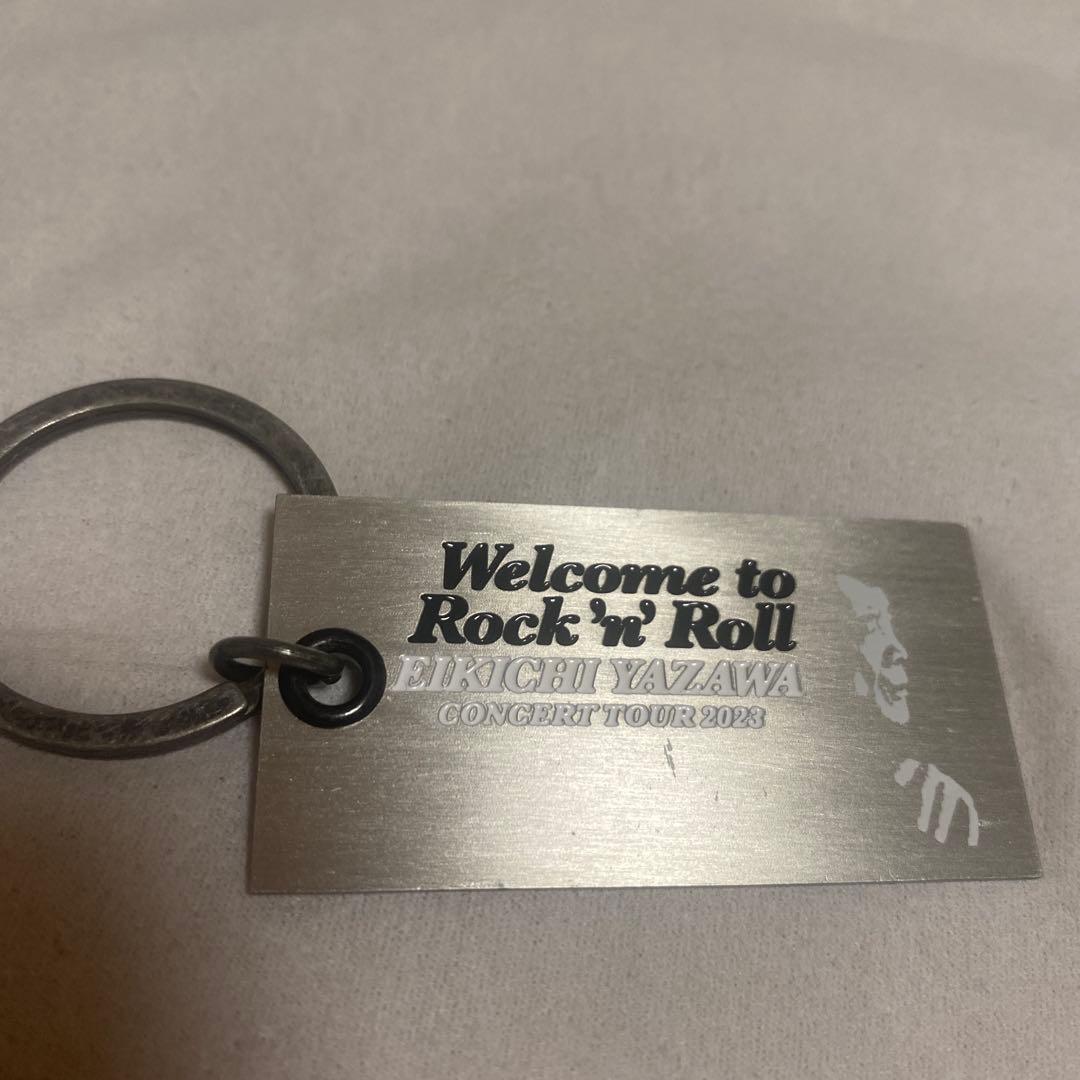 Welcome to
Rock 'n' Roll
EIKICHI YAZAWA
CONCERT TOUR 2023